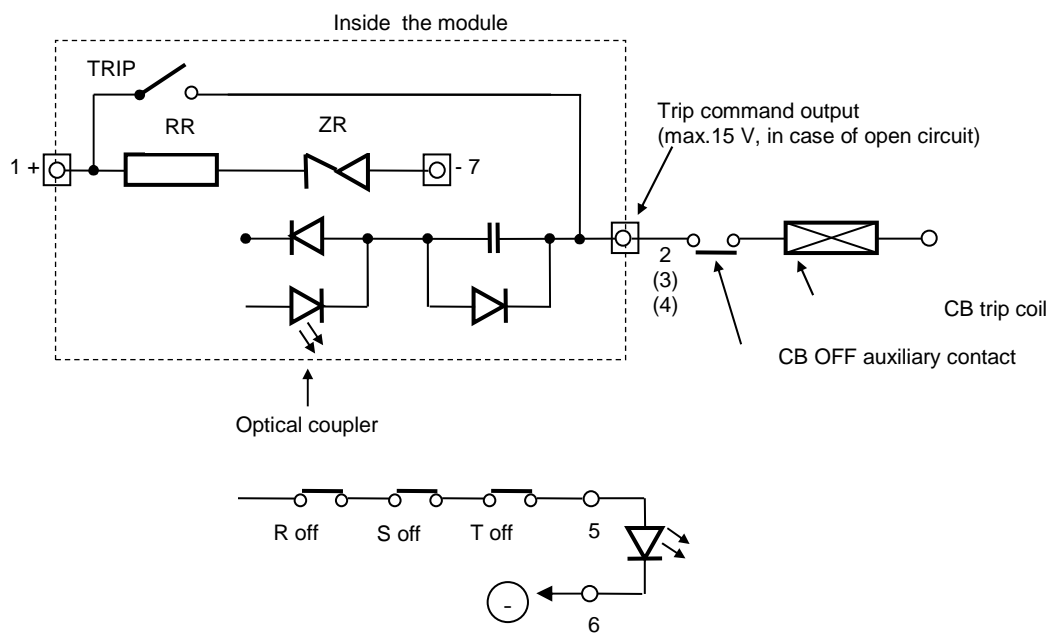 Inside the module
TRIP
RR
ZR
1 +
- 7
Trip command output
(max.15 V, in case of open circuit)
2
(3)
(4)
CB trip coil
CB OFF auxiliary contact
Optical coupler
R off
S off
T off
5
-
6